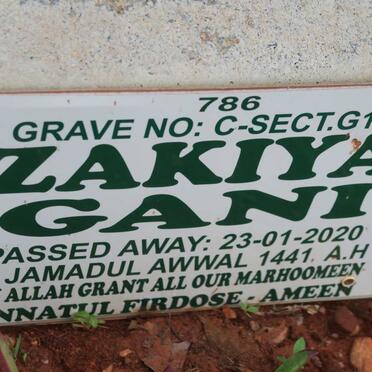 786
GRAVE NO: C-SECT.G1
ZAKIYA
GANI
PASSED AWAY: 23-01-2020
JAMADUL AWWAL 1441 A.H
ALLAH GRANT ALL OUR MARHOOMEEN
NNATUL FIRDOSE - AMEEN